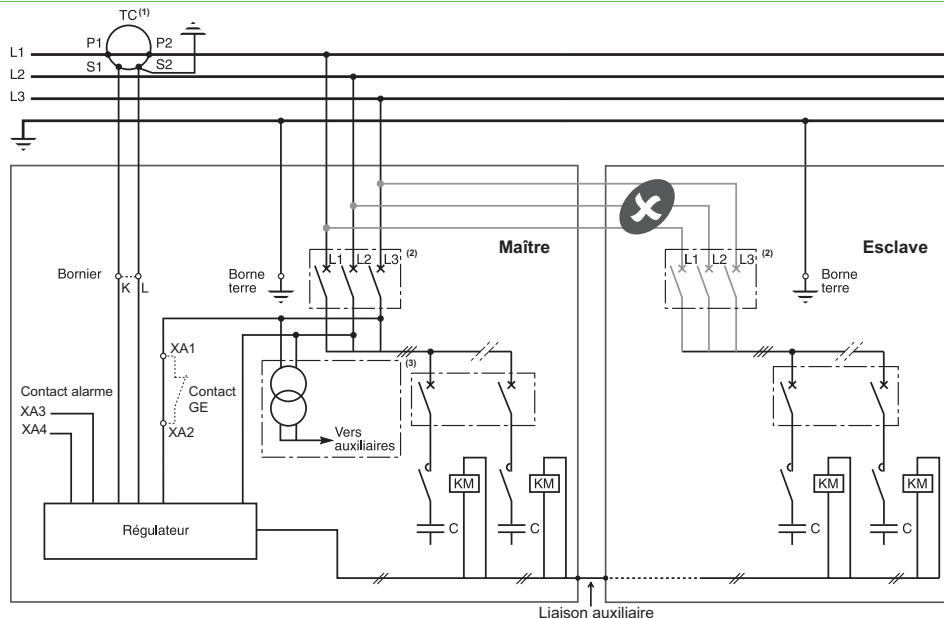 TC(1)
P1 P2
L1
S1 S2
L2
L3
Maître
Esclave
L1 L2 L3 (2)
L1 L2 L3 (2)
Bornier
K L
Borne
terre
Borne
terre
XA1
(3)
Contact alarme
Contact
GE
XA3
XA4
XA2
Vers
auxiliaires
KM
KM
KM
KM
C
C
C
C
Régulateur
Liaison auxiliaire